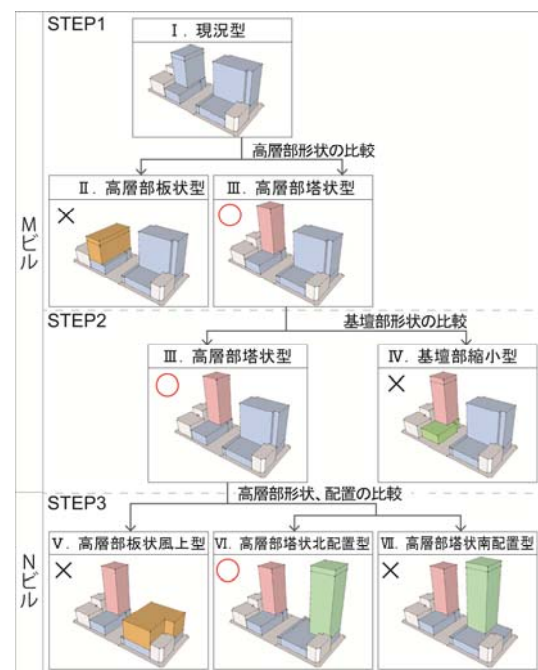 STEP1
Ⅰ. 現況型
高層部形状の比較
Ⅱ. 高層部板状型
Ⅲ. 高層部塔状型
×
○
Mビル
STEP2
基壇部形状の比較
Ⅲ. 高層部塔状型
Ⅳ. 基壇部縮小型
○
×
STEP3
高層部形状、配置の比較
Ⅴ. 高層部板状風上型
Ⅵ. 高層部塔状北配置型
Ⅶ. 高層部塔状南配置型
×
○
×
Nビル